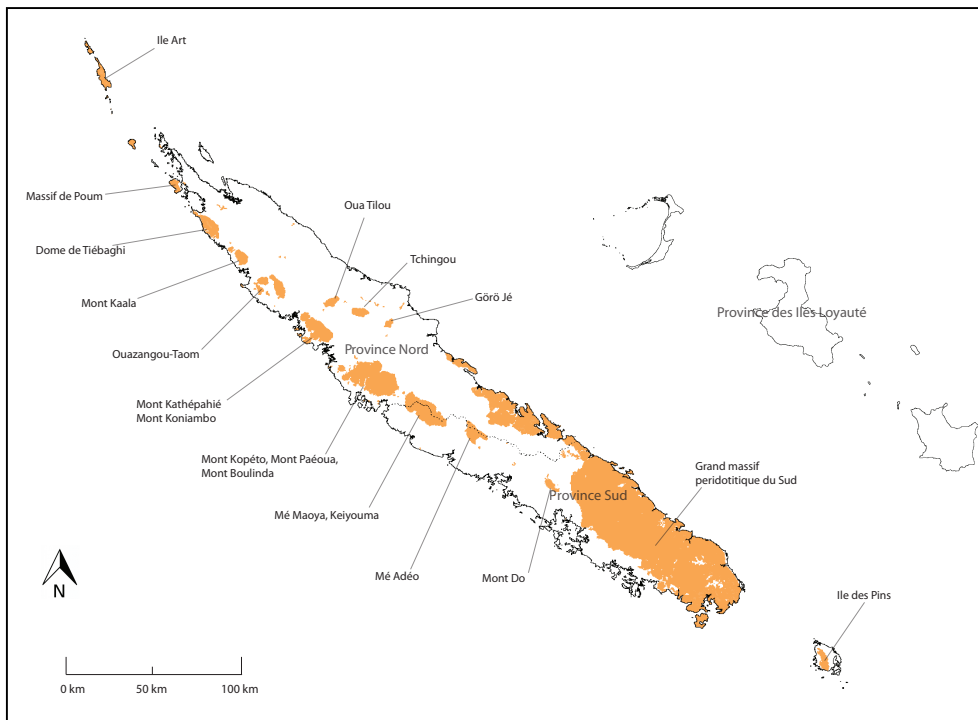 Ile Art
Massif de Poum
Oua Tilou
Dome de Tiébaghi
Tchingou
Mont Kaala
Görö Jé
Province des Iles Loyauté
Ouazangou-Taom
Province Nord
Mont Kathépahié
Mont Koniambo
Mont Kopéto, Mont Paéoua,
Mont Boulinda
Grand massif
peridotitique du Sud
Province Sud
Mé Maoya, Keiyouma
Mé Adéo
Mont Do
N
Ile des Pins
0 km
50 km
100 km